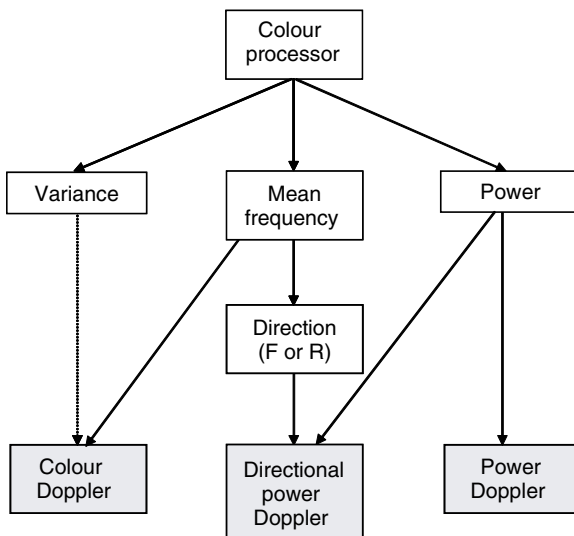 Colour
processor
Variance
Mean
frequency
Power
Direction
(F or R)
Colour
Doppler
Directional
power
Doppler
Power
Doppler